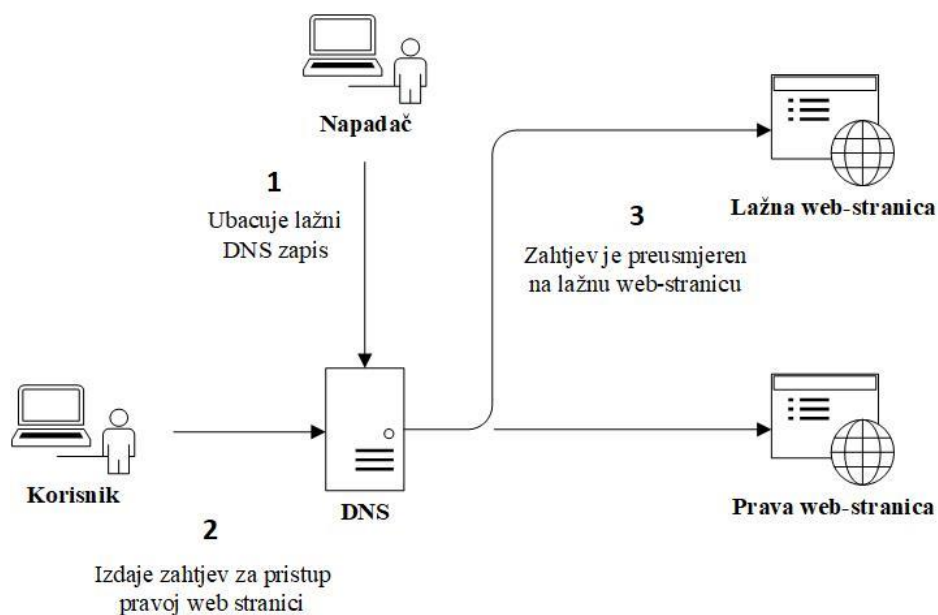 Napadač
1
Ubacuje lažni
DNS zapis
3
Zahtjev je preusmjeren
na lažnu web-stranicu
Lažna web-stranica
Korisnik
DNS
Prava web-stranica
2
Izdaje zahtjev za pristup
pravoj web stranici